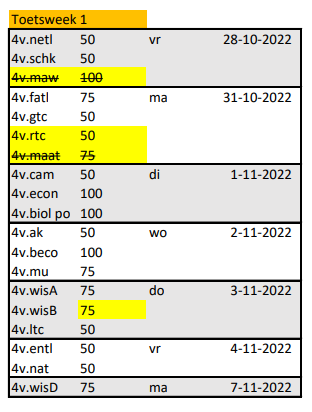 Toetsweek 1
4v.netl 50 vr 28-10-2022
4v.schk 50
4v.maw 100
4v.fatl 75 ma 31-10-2022
4v.gtc 50
4v.rtc 50
4v.maat 75
4v.cam 50 di 1-11-2022
4v.econ 100
4v.biol po 100
4v.ak 50 wo 2-11-2022
4v.beco 100
4v.mu 75
4v.wisA 75 do 3-11-2022
4v.wisB 75
4v.ltc 50
4v.entl 50 vr 4-11-2022
4v.nat 50
4v.wisD 75 ma 7-11-2022